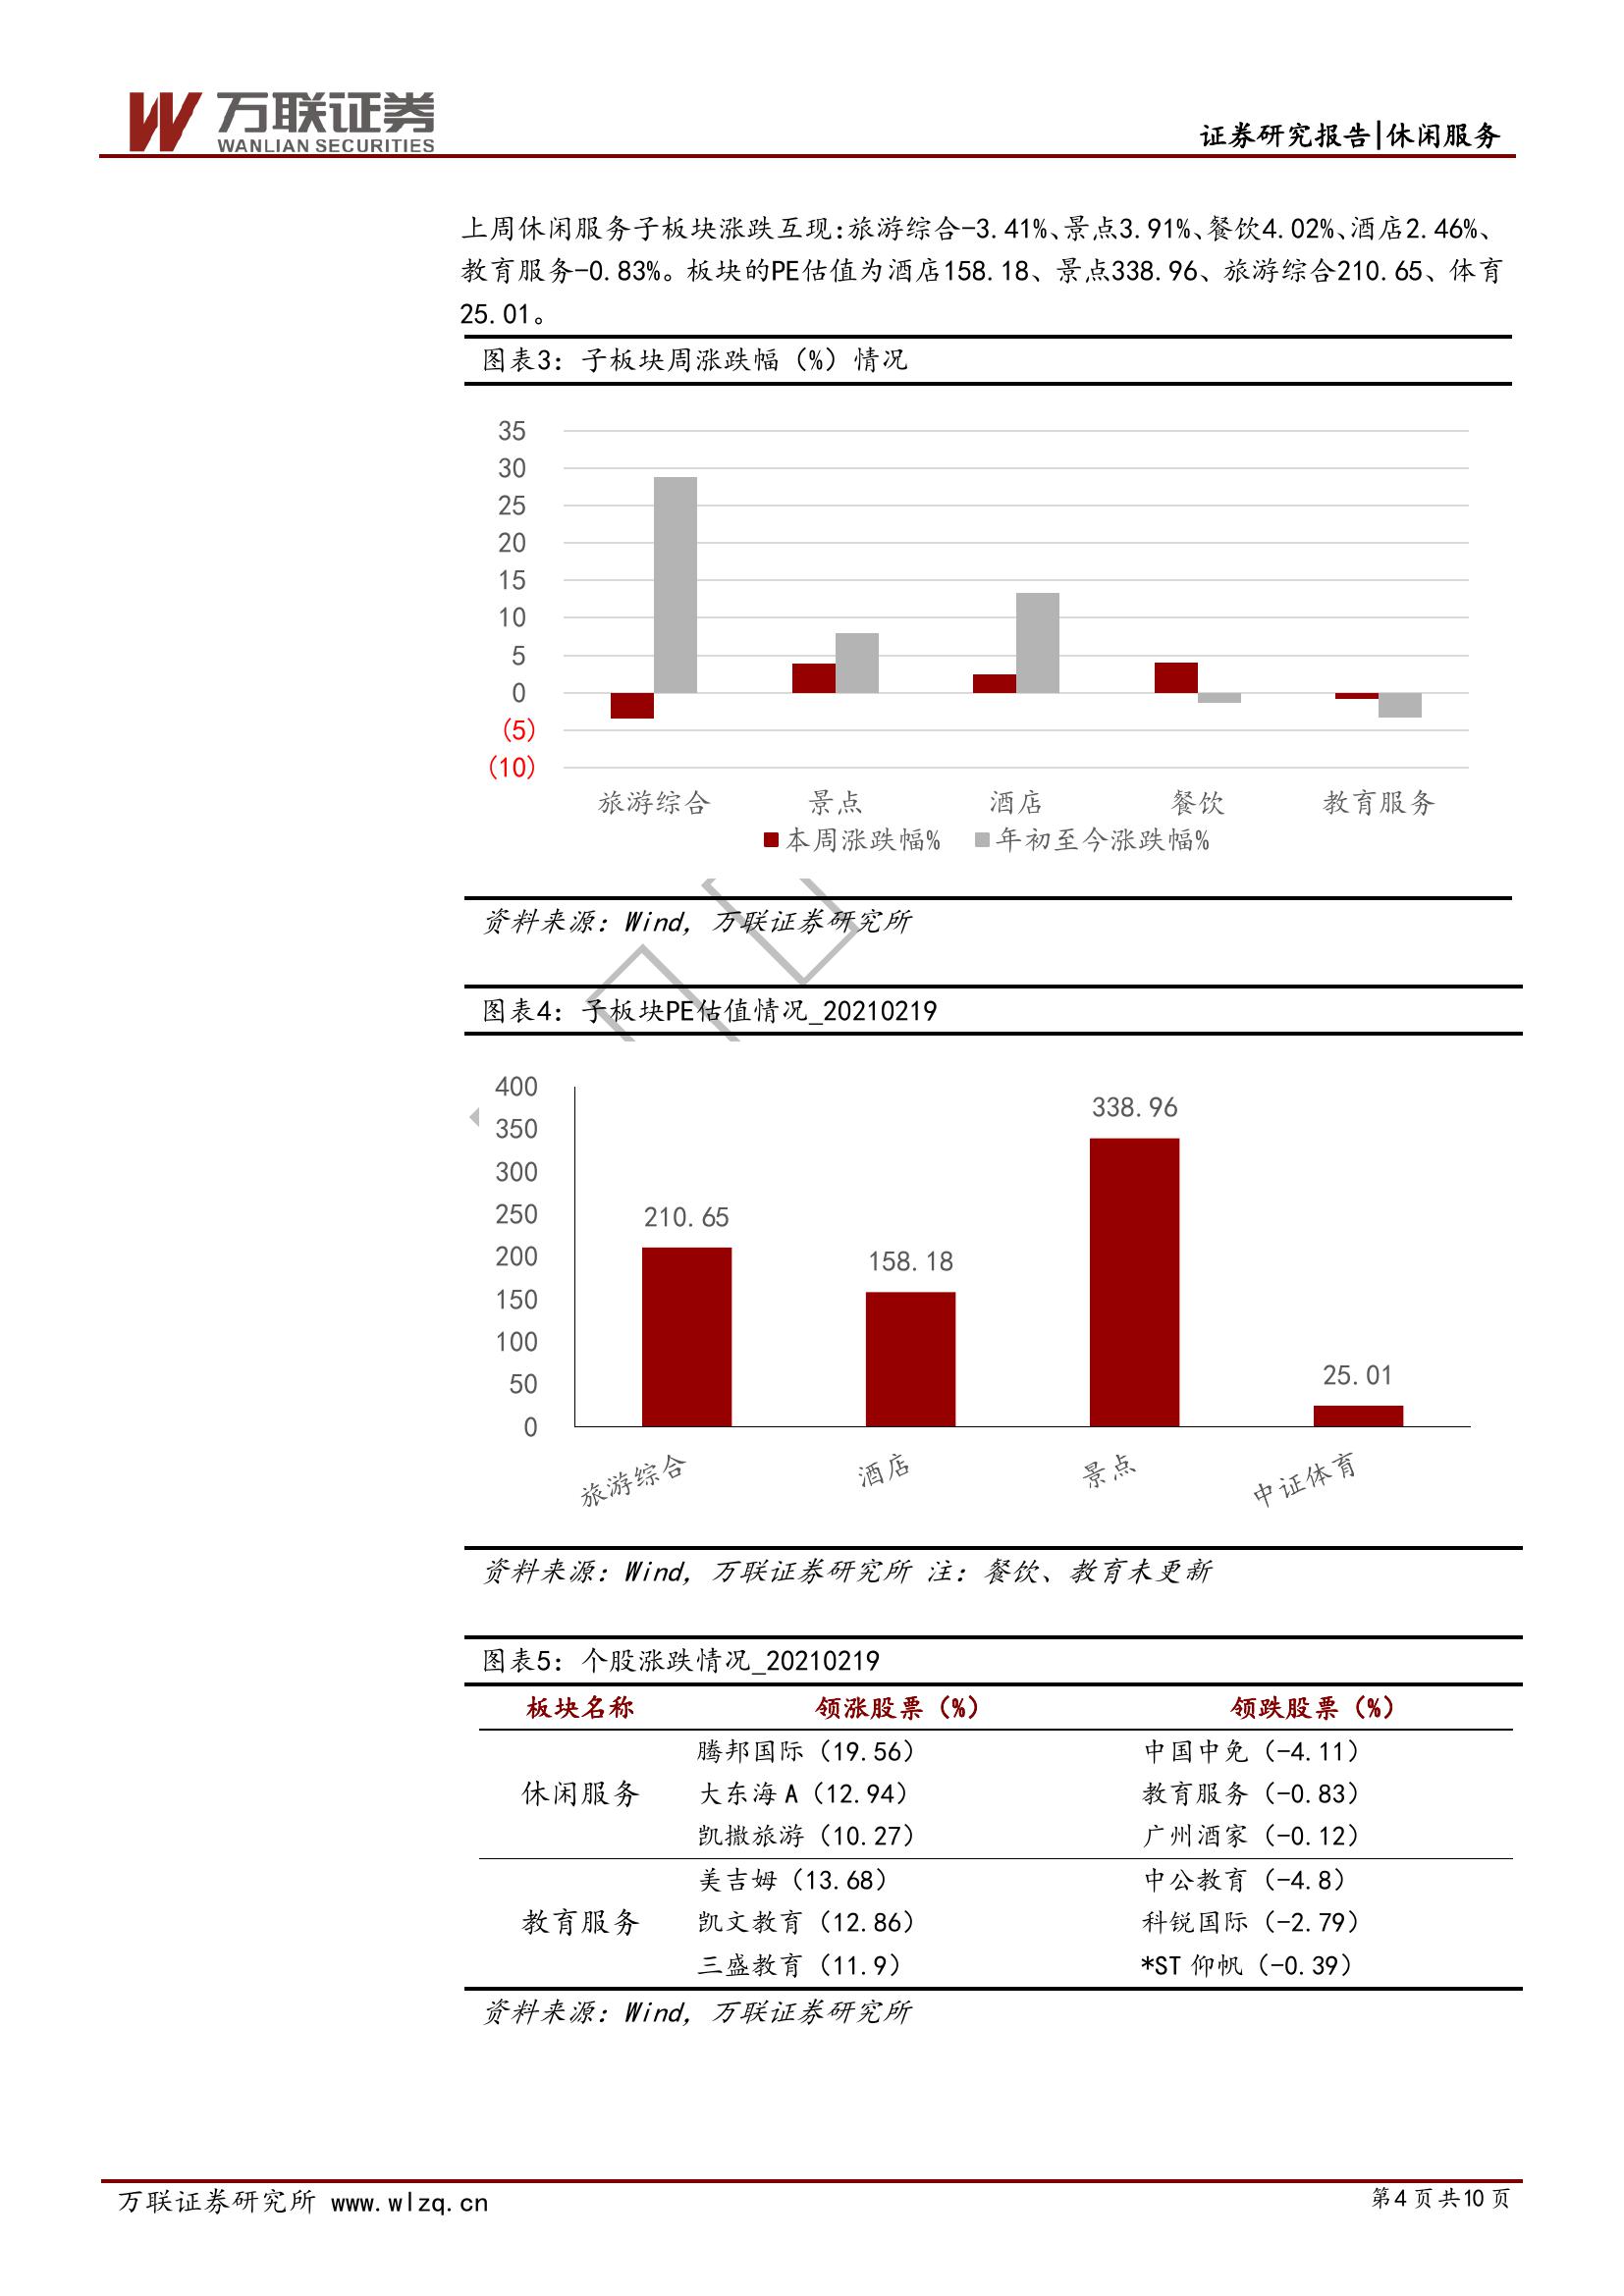 万联证券
WANLIAN SECURITIES
证券研究报告|休闲服务
上周休闲服务子板块涨跌互现:旅游综合-3.41%、景点3.91%、餐饮4.02%、酒店2.46%、
教育服务-0.83%。板块的PE估值为酒店158.18、景点338.96、旅游综合210.65、体育
25.01。
图表3：子板块周涨跌幅（%）情况
35
30
25
20
15
10
5
0
(5)
(10)
旅游综合 景点 酒店 餐饮 教育服务
本周涨跌幅% 年初至今涨跌幅%
资料来源：Wind，万联证券研究所
图表4：子板块PE估值情况_20210219
400
350
300
250
200
150
100
50
0
210.65 158.18 338.96 25.01
旅游综合 酒店 景点 中证体育
资料来源：Wind，万联证券研究所 注：餐饮、教育未更新
图表5：个股涨跌情况_20210219
板块名称 领涨股票（%） 领跌股票（%）
腾邦国际（19.56） 中国中免（-4.11）
休闲服务 大东海 A（12.94） 教育服务（-0.83）
凯撒旅游（10.27） 广州酒家（-0.12）
美吉姆（13.68） 中公教育（-4.8）
教育服务 凯文教育（12.86） 科锐国际（-2.79）
三盛教育（11.9） *ST 仰帆（-0.39）
资料来源：Wind，万联证券研究所
万联证券研究所 www.wlzq.cn 第4页共10页